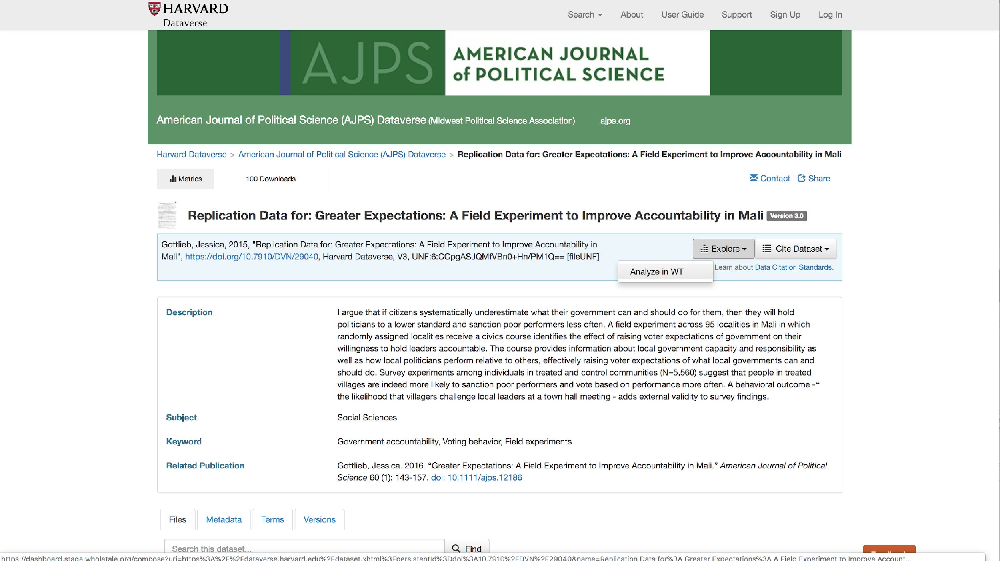 HARVARD
Dataverse
Search
About
User Guide
Support
Sign Up
Log In
AJPS
AMERICAN JOURNAL
of POLITICAL SCIENCE
American Journal of Political Science (AJPS) Dataverse (Midwest Political Science Association)
ajps.org
Harvard Dataverse > American Journal of Political Science (AJPS) Dataverse > Replication Data for: Greater Expectations: A Field Experiment to Improve Accountability in Mali
Metrics
100 Downloads
Contact
Share
Replication Data for: Greater Expectations: A Field Experiment to Improve Accountability in Mali Version 3.0
Gottlieb, Jessica, 2015, "Replication Data for: Greater Expectations: A Field Experiment to Improve Accountability in
Mali", https://doi.org/10.7910/DVN/29040, Harvard Dataverse, V3, UNF:6:CCpgASJQMfVBn0+Hn/PM1Q== [fileUNF]
Explore
Cite Dataset
Analyze in WT
Learn about Data Citation Standards.
Description
I argue that if citizens systematically underestimate what their government can and should do for them, then they will hold
politicians to a lower standard and sanction poor performers less often. A field experiment across 95 localities in Mali in which
randomly assigned localities receive a civics course identifies the effect of raising voter expectations of government on their
willingness to hold leaders accountable. The course provides information about local government capacity and responsibility as
well as how local politicians perform relative to others, effectively raising voter expectations of what local governments can and
should do. Survey experiments among individuals in treated and control communities (N=5,560) suggest that people in treated
villages are indeed more likely to sanction poor performers and vote based on performance more often. A behavioral outcome -“
the likelihood that villagers challenge local leaders at a town hall meeting - adds external validity to survey findings.
Subject
Social Sciences
Keyword
Government accountability, Voting behavior, Field experiments
Related Publication
Gottlieb, Jessica. 2016. “Greater Expectations: A Field Experiment to Improve Accountability in Mali.” American Journal of Political
Science 60 (1): 143-157. doi: 10.1111/ajps.12186
Files
Metadata
Terms
Versions
Search this dataset...
Find
https://dashboard.stage.wholetale.org/compose?uri=https%3A%2F%2Fdataverse.harvard.edu%2Fdataset.xhtml%3FpersistentId%3Ddoi%3A10.7910%2FDVN%2F29040&name=Replication Data for%3A Greater Expectations%3A A Field Experiment to Improve Account...